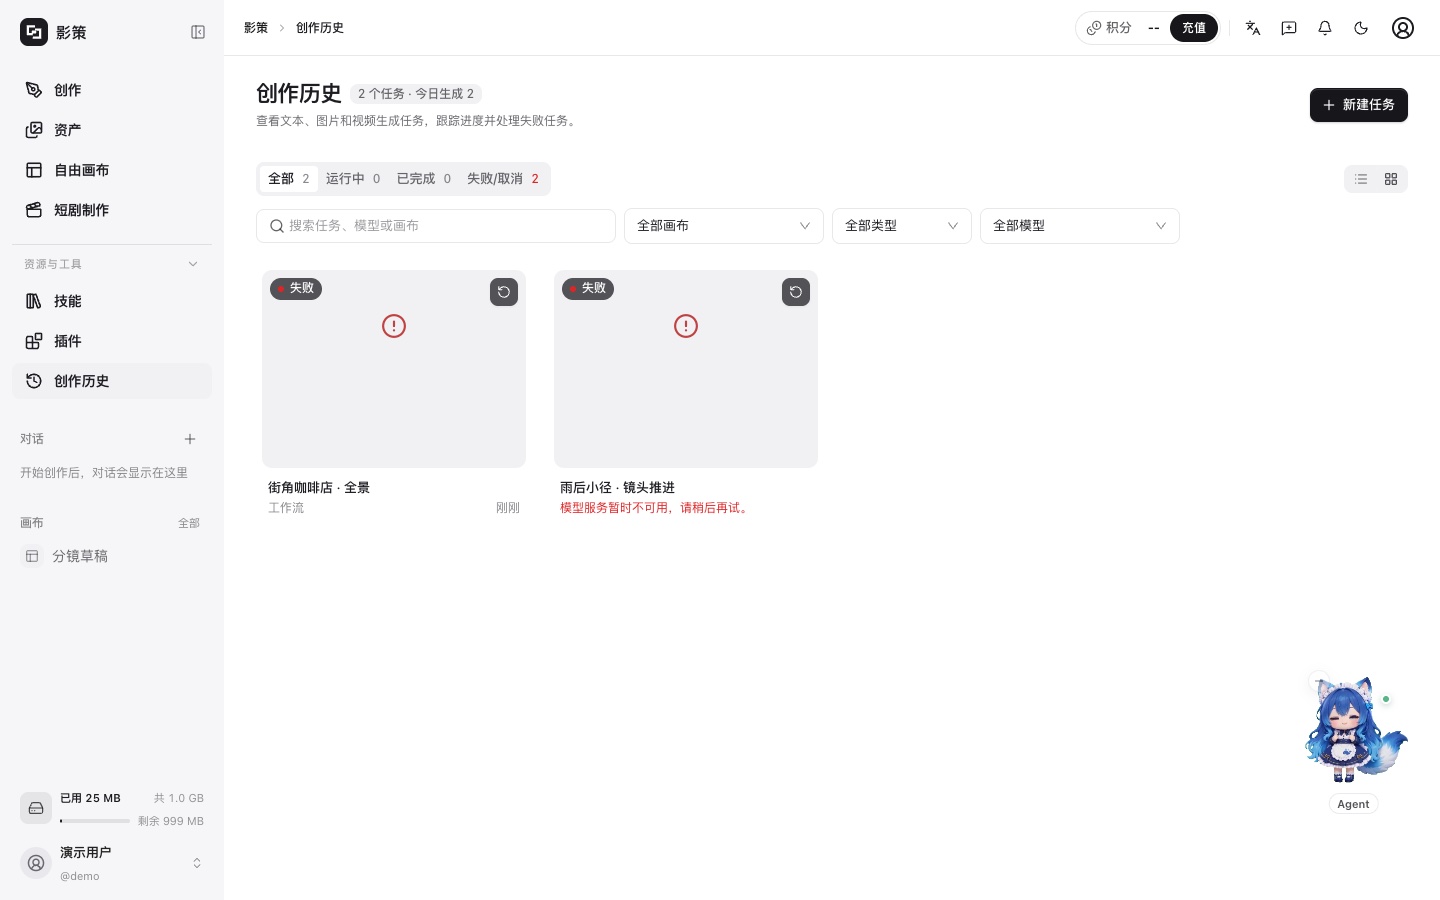 影策
创作
资产
自由画布
短剧制作
资源与工具
技能
插件
创作历史
对话
开始创作后，对话会显示在这里
画布 全部
分镜草稿
已用 25 MB 共 1.0 GB
剩余 999 MB
演示用户
@demo
影策 创作历史
积分 -- 充值
创作历史 2 个任务 · 今日生成 2
查看文本、图片和视频生成任务，跟踪进度并处理失败任务。
新建任务
全部 2 运行中 0 已完成 0 失败/取消 2
搜索任务、模型或画布 全部画布 全部类型 全部模型
失败
街角咖啡店 · 全景
工作流 刚刚
失败
雨后小径 · 镜头推进
模型服务暂时不可用，请稍后再试。
Agent